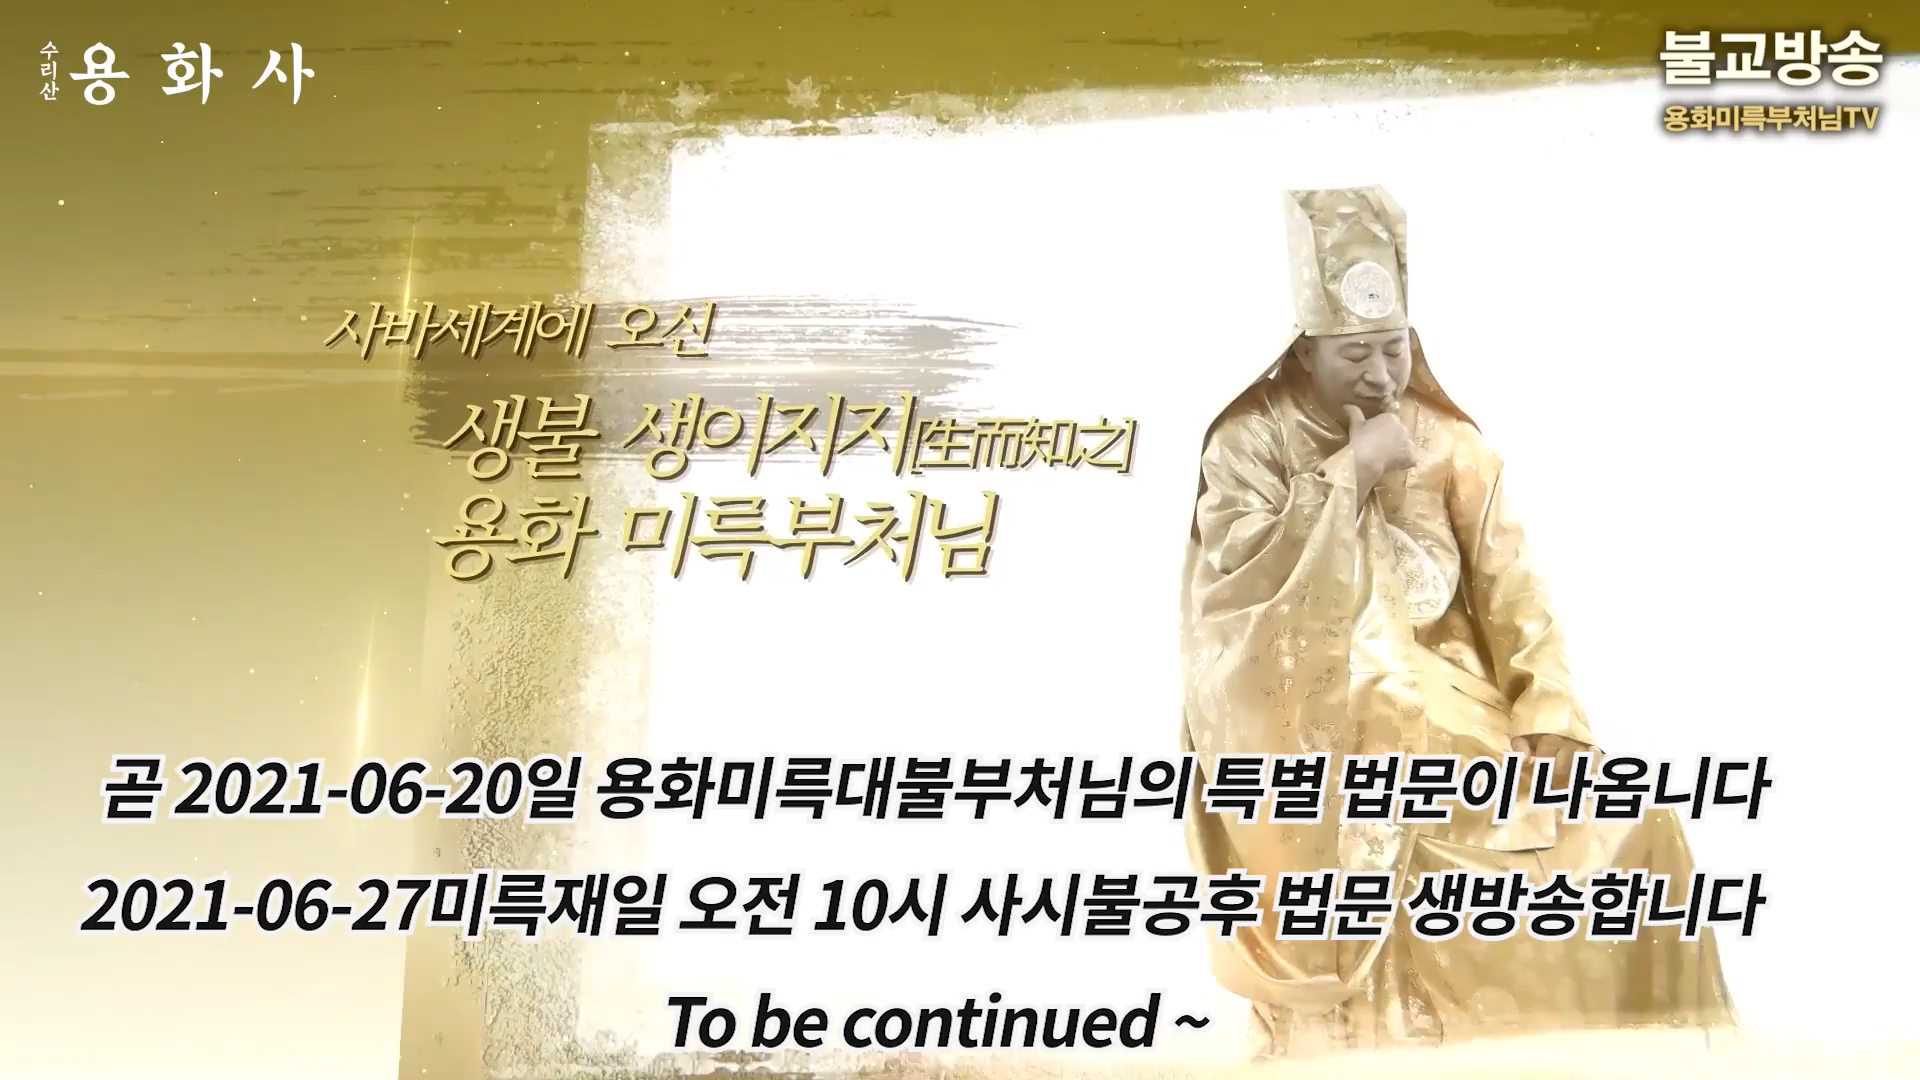 수리산 용화사
불교방송
용화미륵부처님TV
사바세계에 오신
생불 생이지지[生而知之]
용화 미륵부처님
곧 2021-06-20일 용화미륵대불부처님의 특별 법문이 나옵니다
2021-06-27미륵재일 오전 10시 사시불공후 법문 생방송합니다
To be continued ~